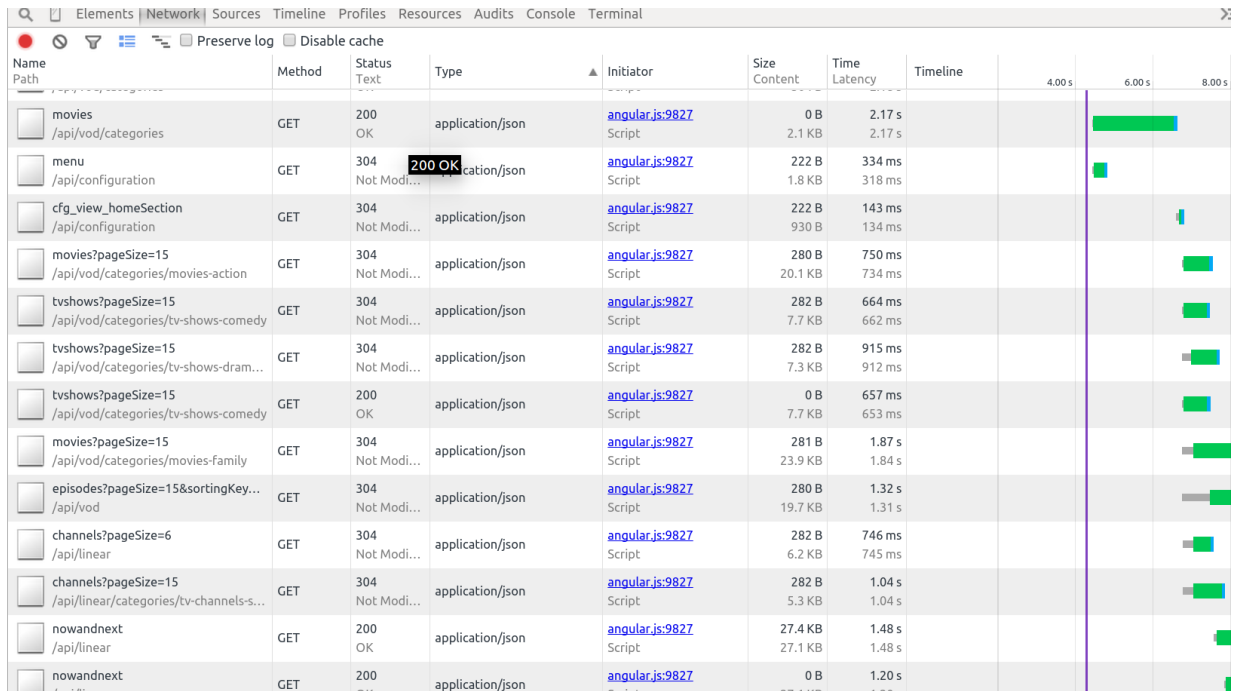 Elements Network Sources Timeline Profiles Resources Audits Console Terminal
Preserve log Disable cache
Name Method Status Type Initiator Size Time Timeline 4.00 s 6.00 s 8.00 s
Path Text Content Latency
movies GET 200 application/json angular.js:9827 0 B 2.17 s
/api/vod/categories OK Script 2.1 KB 2.17 s
menu GET 304 200 OK cation/json angular.js:9827 222 B 334 ms
/api/configuration Not Modi... Script 1.8 KB 318 ms
cfg_view_homeSection GET 304 application/json angular.js:9827 222 B 143 ms
/api/configuration Not Modi... Script 930 B 134 ms
movies?pageSize=15 GET 304 application/json angular.js:9827 280 B 750 ms
/api/vod/categories/movies-action Not Modi... Script 20.1 KB 734 ms
tvshows?pageSize=15 GET 304 application/json angular.js:9827 282 B 664 ms
/api/vod/categories/tv-shows-comedy Not Modi... Script 7.7 KB 662 ms
tvshows?pageSize=15 GET 304 application/json angular.js:9827 282 B 915 ms
/api/vod/categories/tv-shows-dram... Not Modi... Script 7.3 KB 912 ms
tvshows?pageSize=15 GET 200 application/json angular.js:9827 0 B 657 ms
/api/vod/categories/tv-shows-comedy OK Script 7.7 KB 653 ms
movies?pageSize=15 GET 304 application/json angular.js:9827 281 B 1.87 s
/api/vod/categories/movies-family Not Modi... Script 23.9 KB 1.84 s
episodes?pageSize=15&sortingKey... GET 304 application/json angular.js:9827 280 B 1.32 s
/api/vod Not Modi... Script 19.7 KB 1.31 s
channels?pageSize=6 GET 304 application/json angular.js:9827 282 B 746 ms
/api/linear Not Modi... Script 6.2 KB 745 ms
channels?pageSize=15 GET 304 application/json angular.js:9827 282 B 1.04 s
/api/linear/categories/tv-channels-s... Not Modi... Script 5.3 KB 1.04 s
nowandnext GET 200 application/json angular.js:9827 27.4 KB 1.48 s
/api/linear OK Script 27.1 KB 1.48 s
nowandnext GET 200 application/json angular.js:9827 0 B 1.20 s